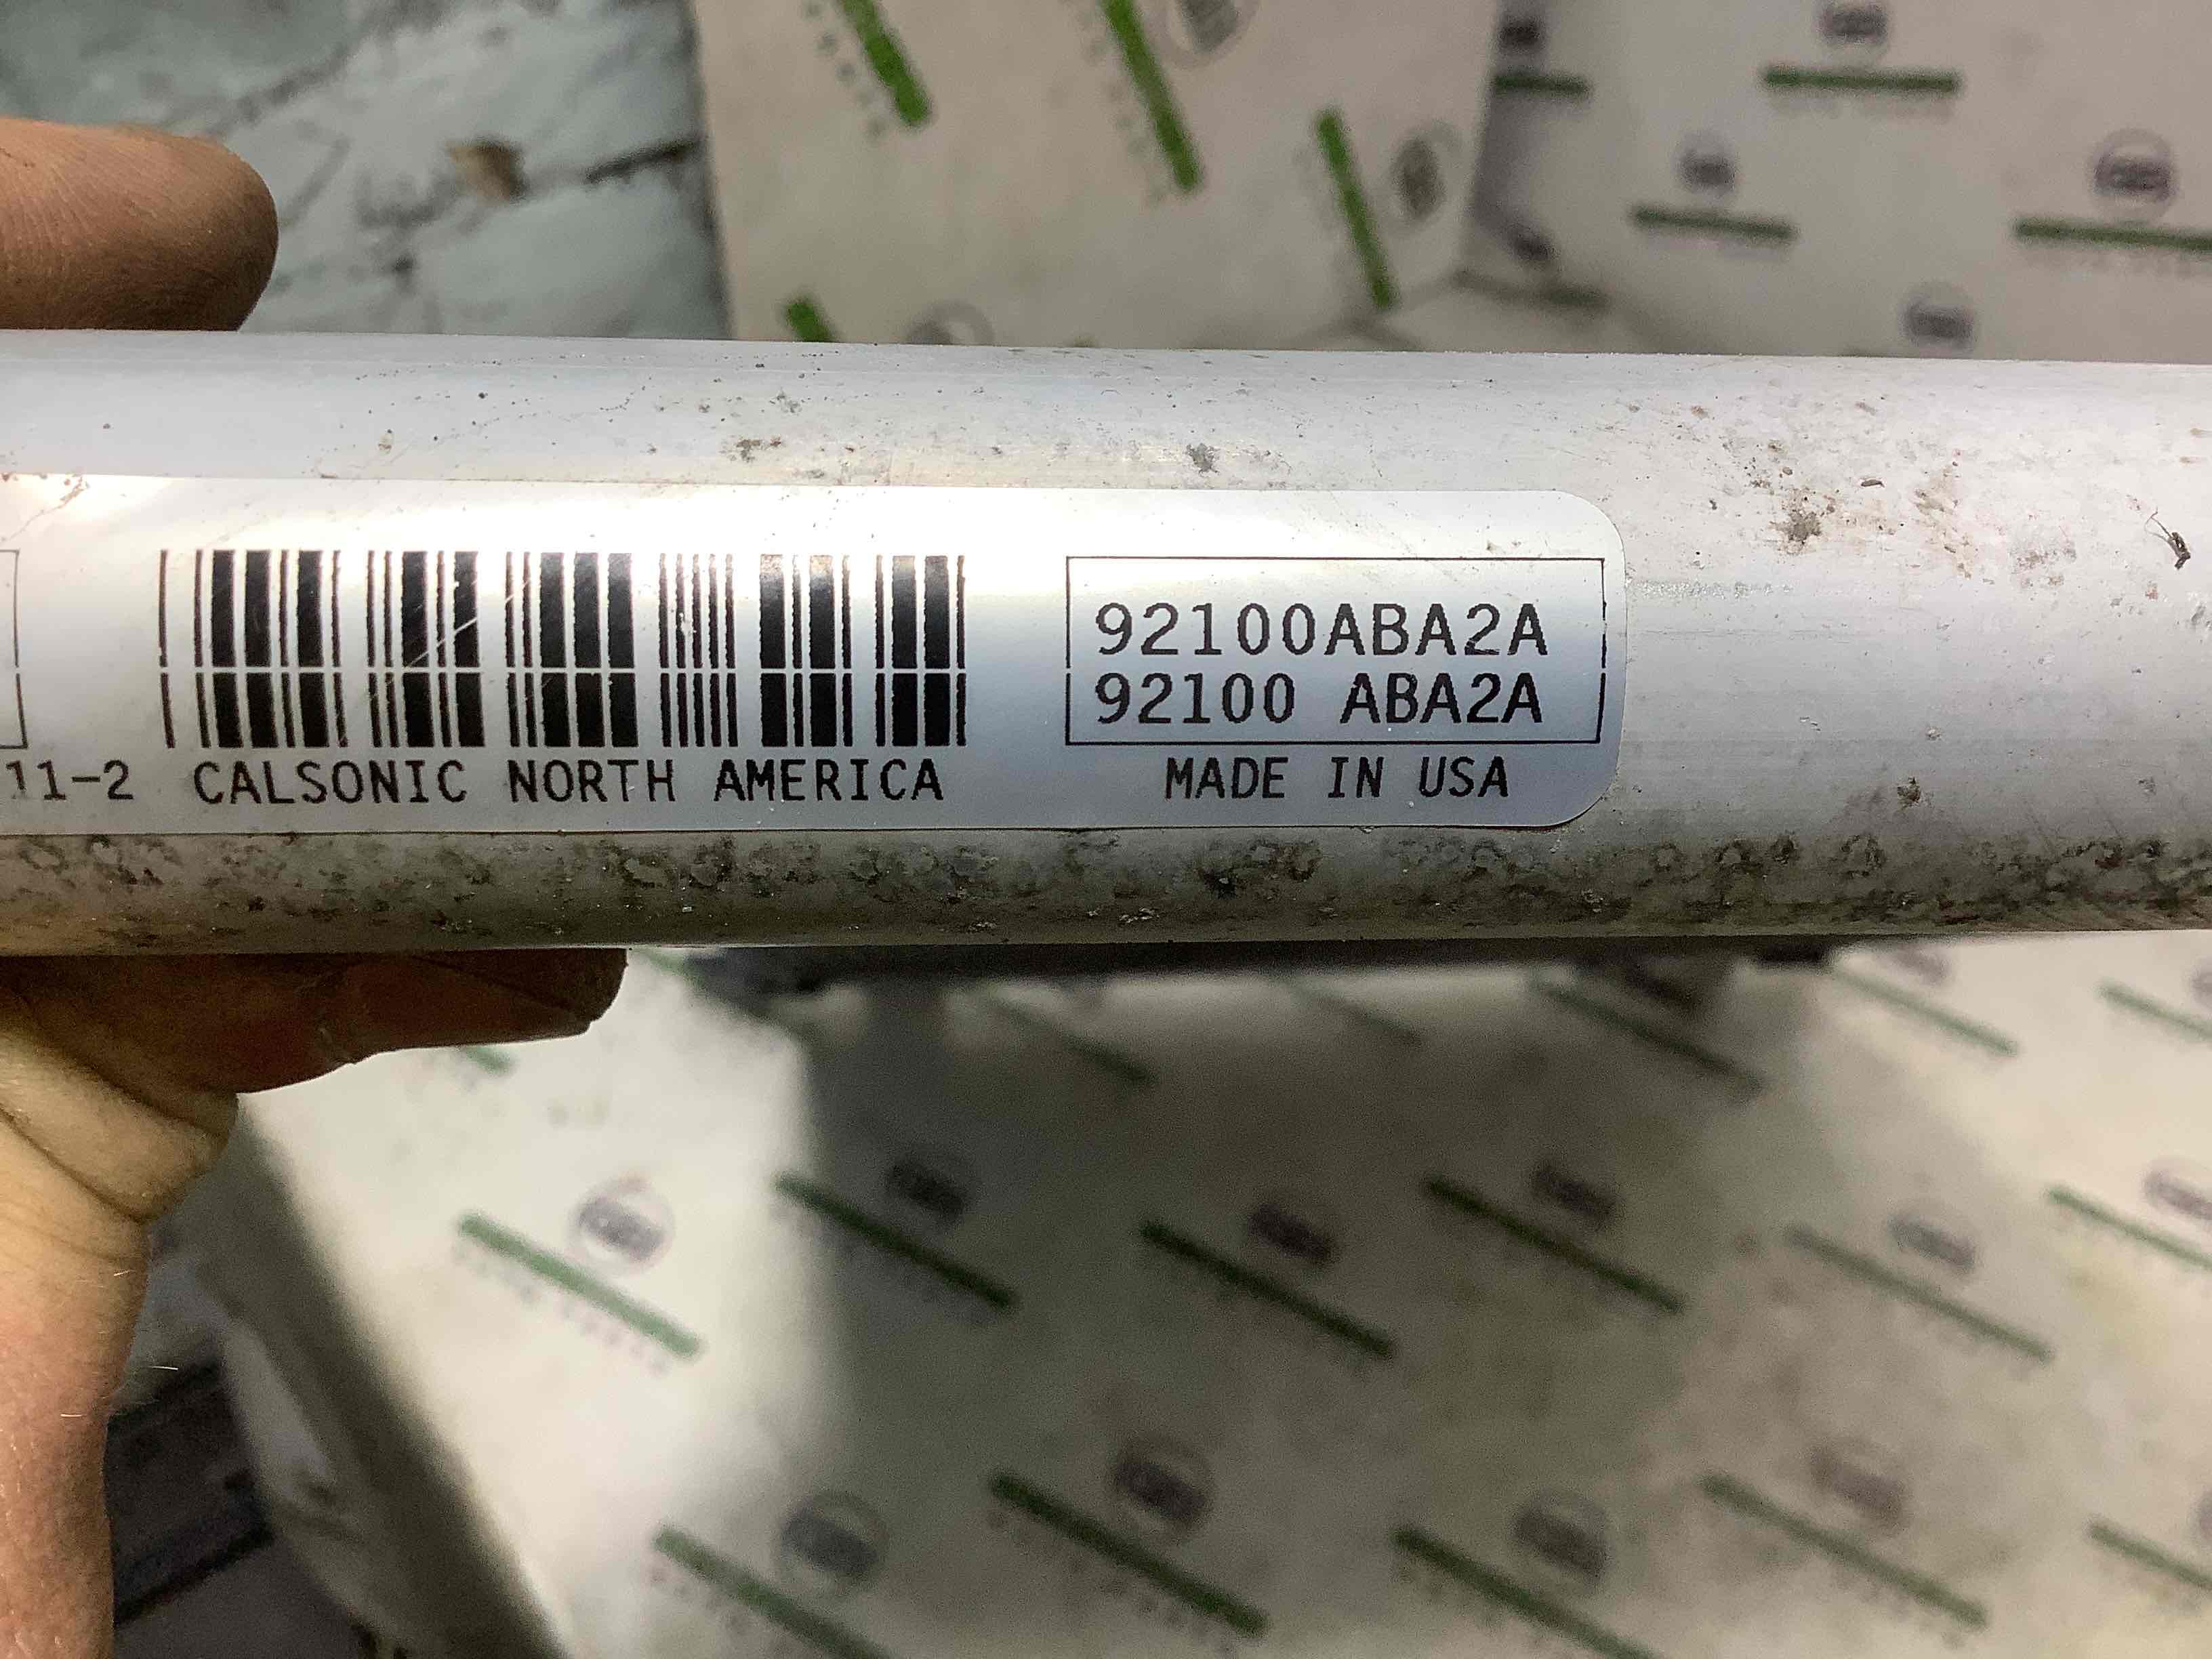 92100ABA2A
92100 ABA2A
11-2 CALSONIC NORTH AMERICA MADE IN USA